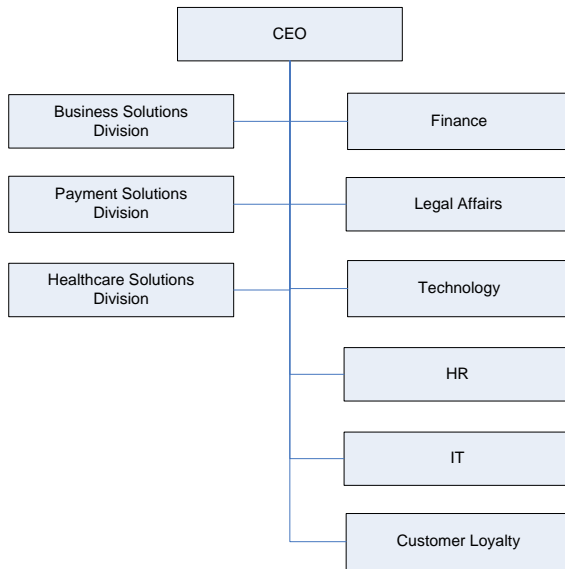 CEO
Business Solutions
Division
Finance
Payment Solutions
Division
Legal Affairs
Healthcare Solutions
Division
Technology
HR
IT
Customer Loyalty